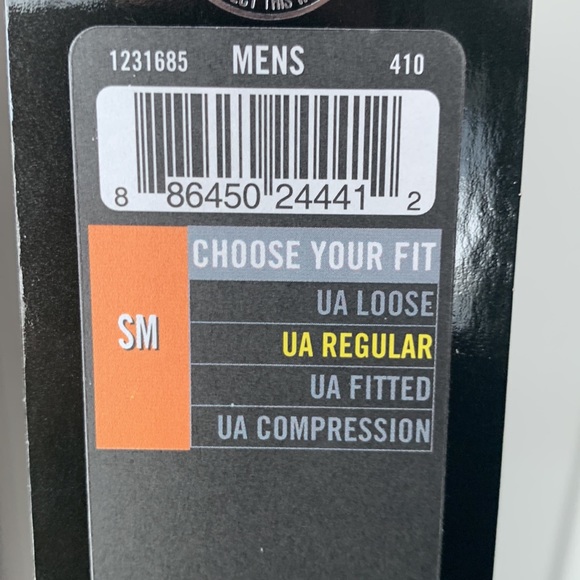 1231685 MENS 410
8 86450 24441 2
CHOOSE YOUR FIT
SM
UA LOOSE
UA REGULAR
UA FITTED
UA COMPRESSION